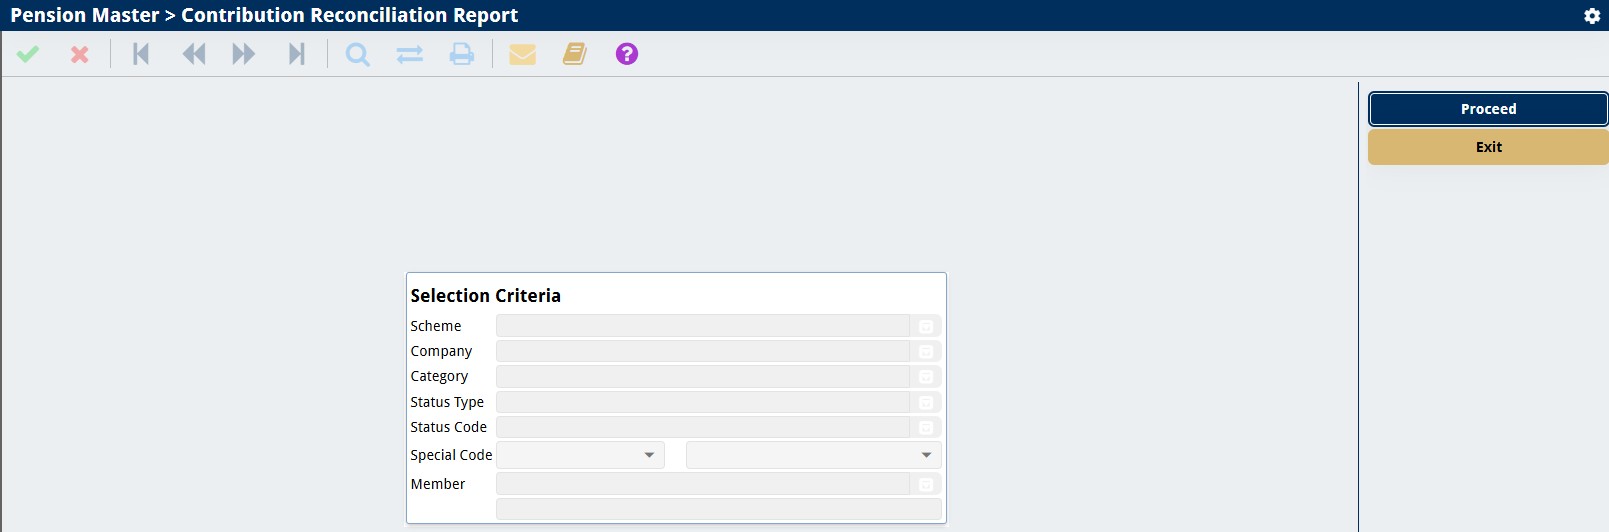 Pension Master > Contribution Reconciliation Report
?
Proceed
Exit
Selection Criteria
Scheme
Company
Category
Status Type
Status Code
Special Code
Member